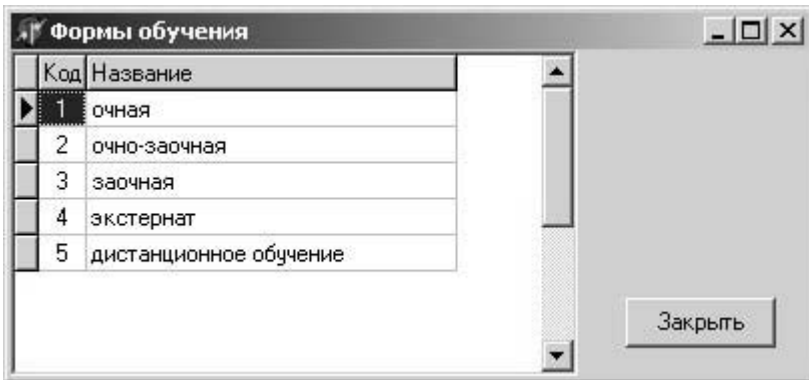 Формы обучения
Код Название
1 очная
2 очно-заочная
3 заочная
4 экстернат
5 дистанционное обучение
Закрыть